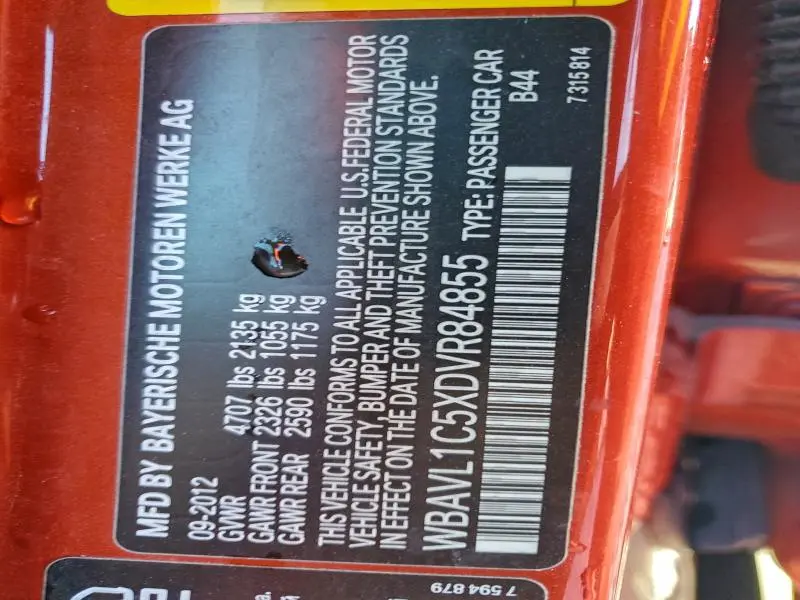 MFD BY BAYERISCHE MOTOREN WERKE AG
09-2012
GVWR 4707 lbs 2135 kg
GAWR FRONT 2326 lbs 1055 kg
GAWR REAR 2590 lbs 1175 kg
THIS VEHICLE CONFORMS TO ALL APPLICABLE U.S. FEDERAL MOTOR
VEHICLE SAFETY, BUMPER AND THEFT PREVENTION STANDARDS
IN EFFECT ON THE DATE OF MANUFACTURE SHOWN ABOVE.
WBAVL1C5XDVR84855 TYPE: PASSENGER CAR
B44
7 315 814
7 594 879